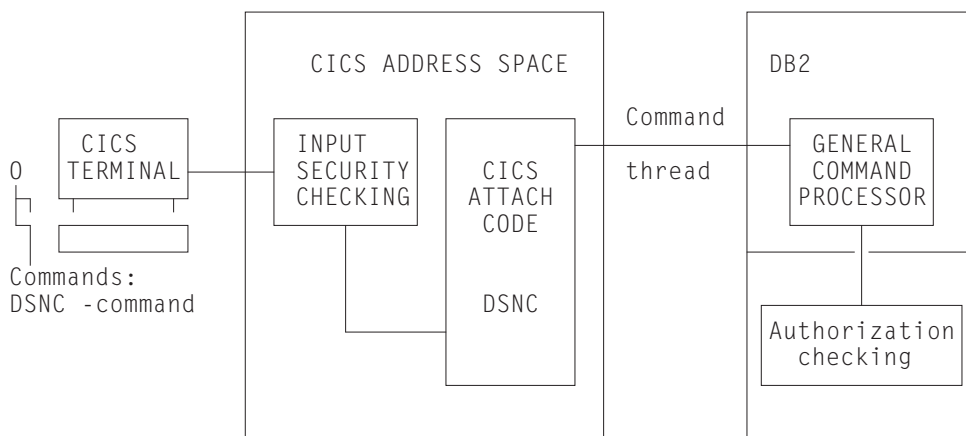 CICS ADDRESS SPACE
DB2
CICS
TERMINAL
INPUT
SECURITY
CHECKING
CICS
ATTACH
CODE
DSNC
Command
thread
GENERAL
COMMAND
PROCESSOR
Commands:
DSNC -command
Authorization
checking